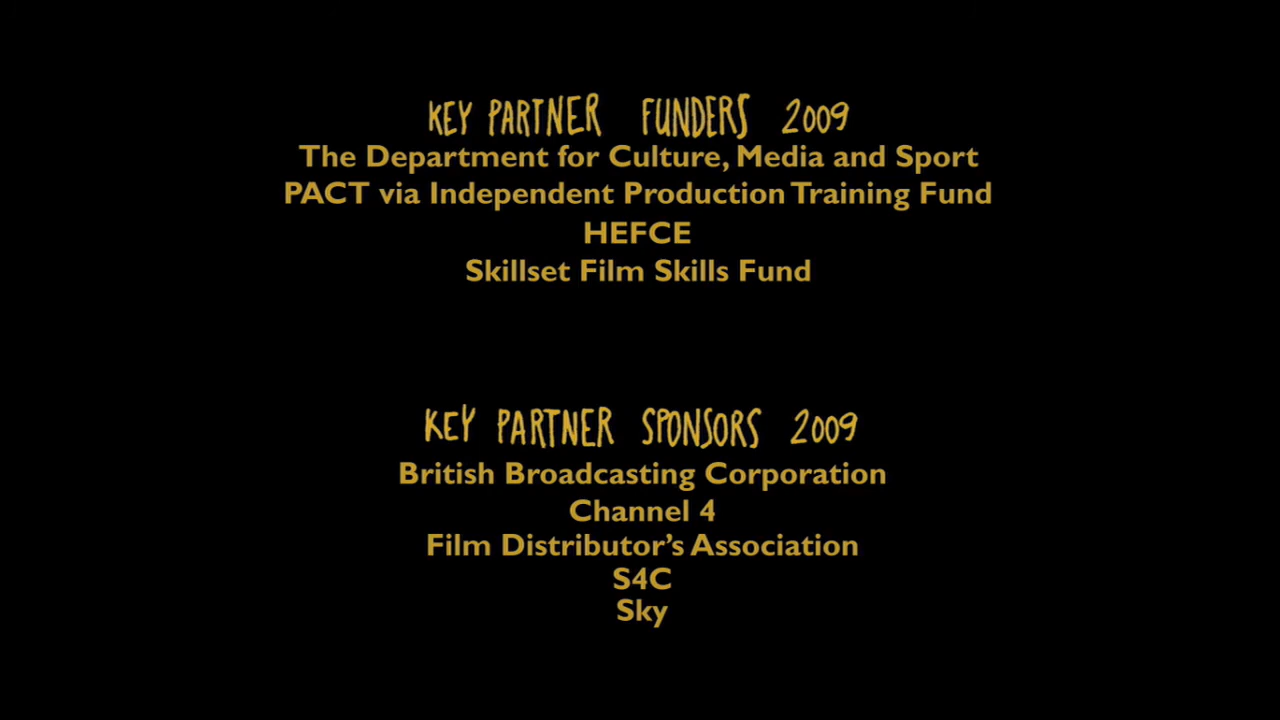 KEY PARTNER FUNDERS 2009
The Department for Culture, Media and Sport
PACT via Independent Production Training Fund
HEFCE
Skillset Film Skills Fund
KEY PARTNER SPONSORS 2009
British Broadcasting Corporation
Channel 4
Film Distributor’s Association
S4C
Sky